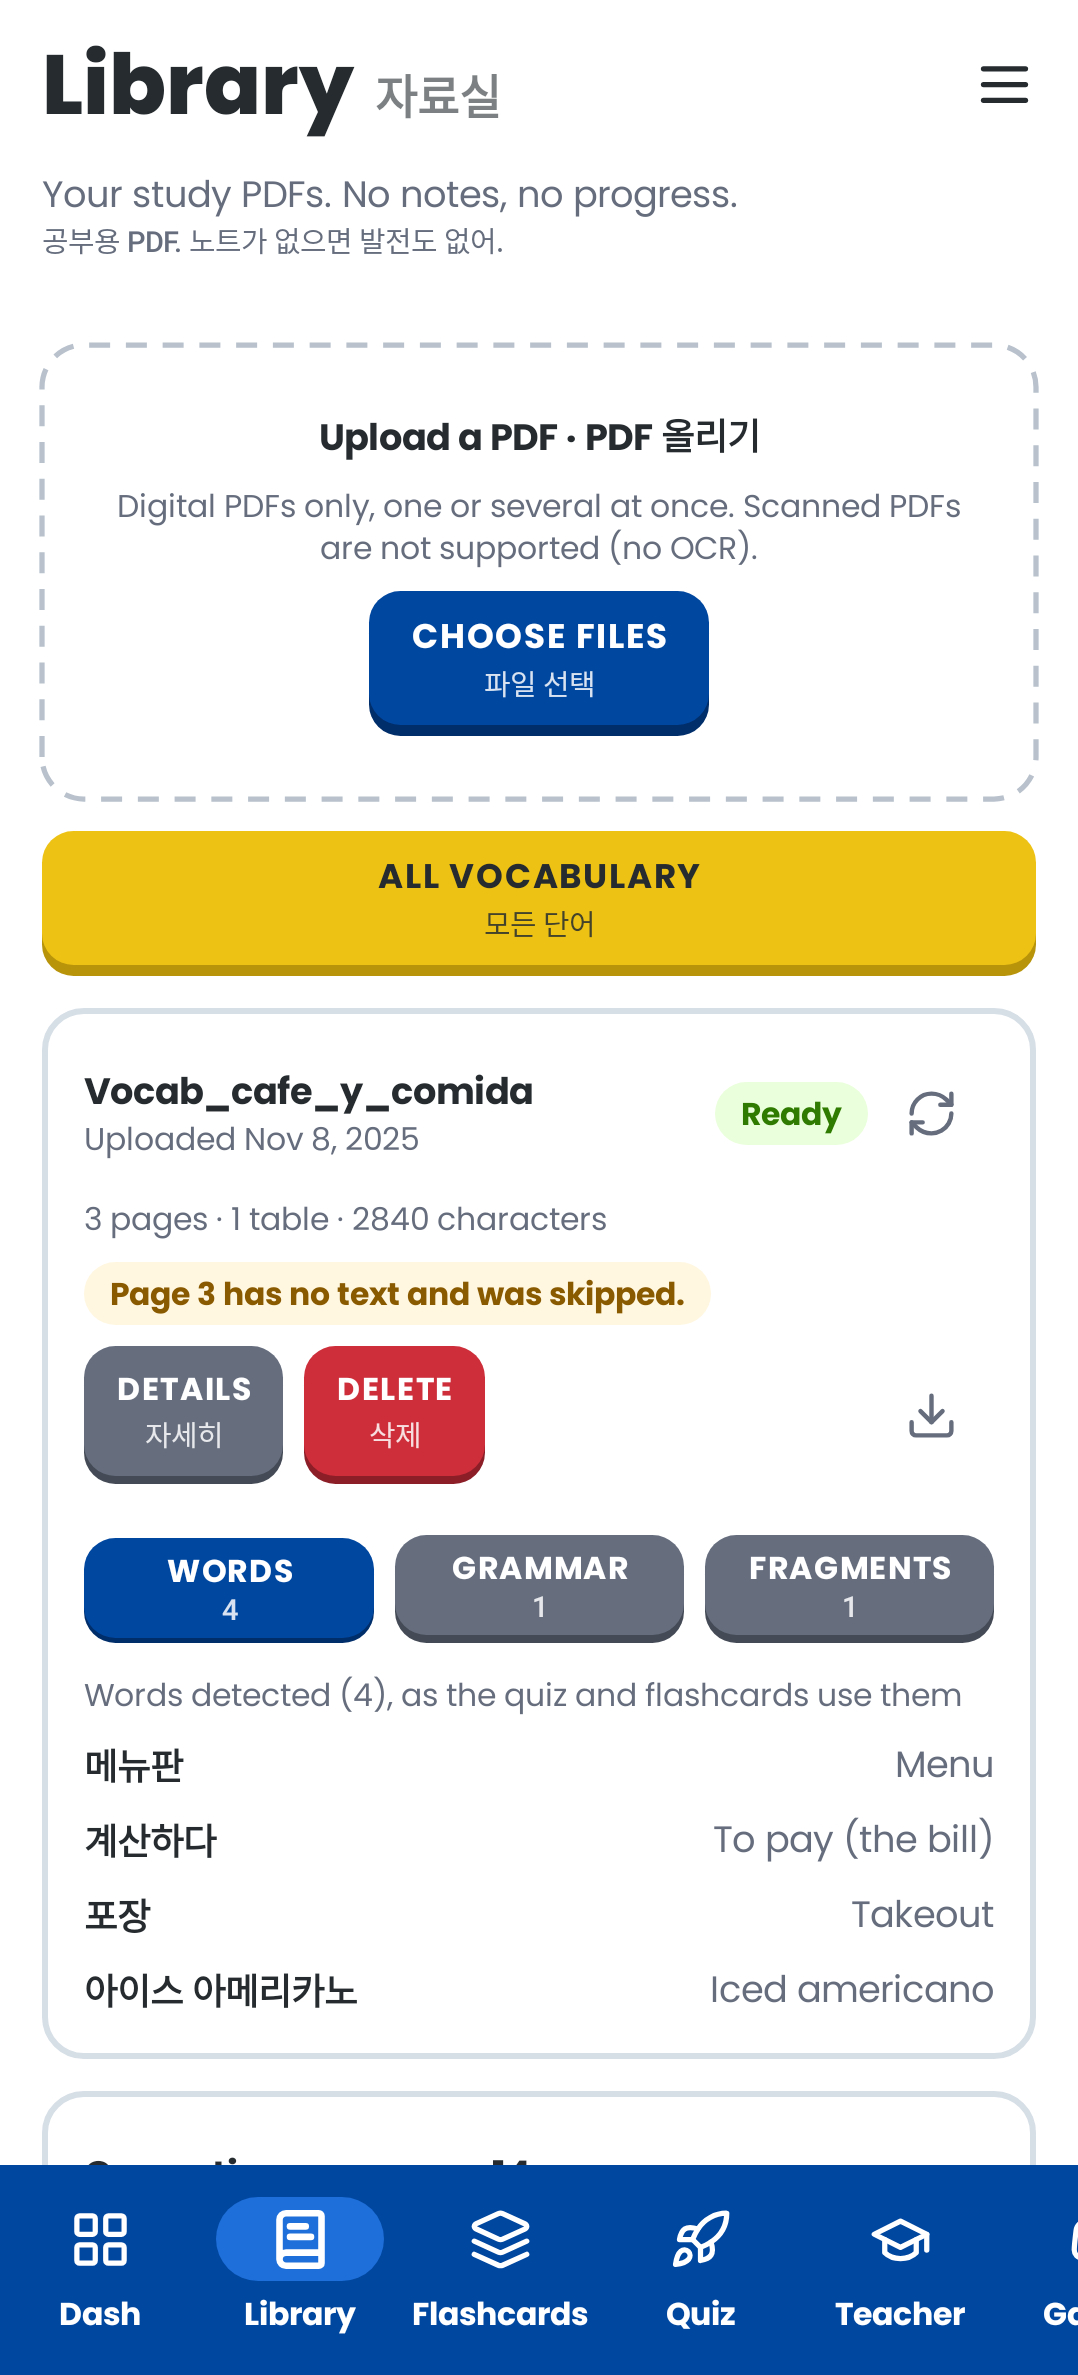 Library 자료실
Your study PDFs. No notes, no progress.
공부용 PDF. 노트가 없으면 발전도 없어.
Upload a PDF · PDF 올리기
Digital PDFs only, one or several at once. Scanned PDFs
are not supported (no OCR).
CHOOSE FILES
파일 선택
ALL VOCABULARY
모든 단어
Vocab_cafe_y_comida
Uploaded Nov 8, 2025
Ready
3 pages · 1 table · 2840 characters
Page 3 has no text and was skipped.
DETAILS
자세히
DELETE
삭제
WORDS
4
GRAMMAR
1
FRAGMENTS
1
Words detected (4), as the quiz and flashcards use them
메뉴판 Menu
계산하다 To pay (the bill)
포장 Takeout
아이스 아메리카노 Iced americano
Dash
Library
Flashcards
Quiz
Teacher